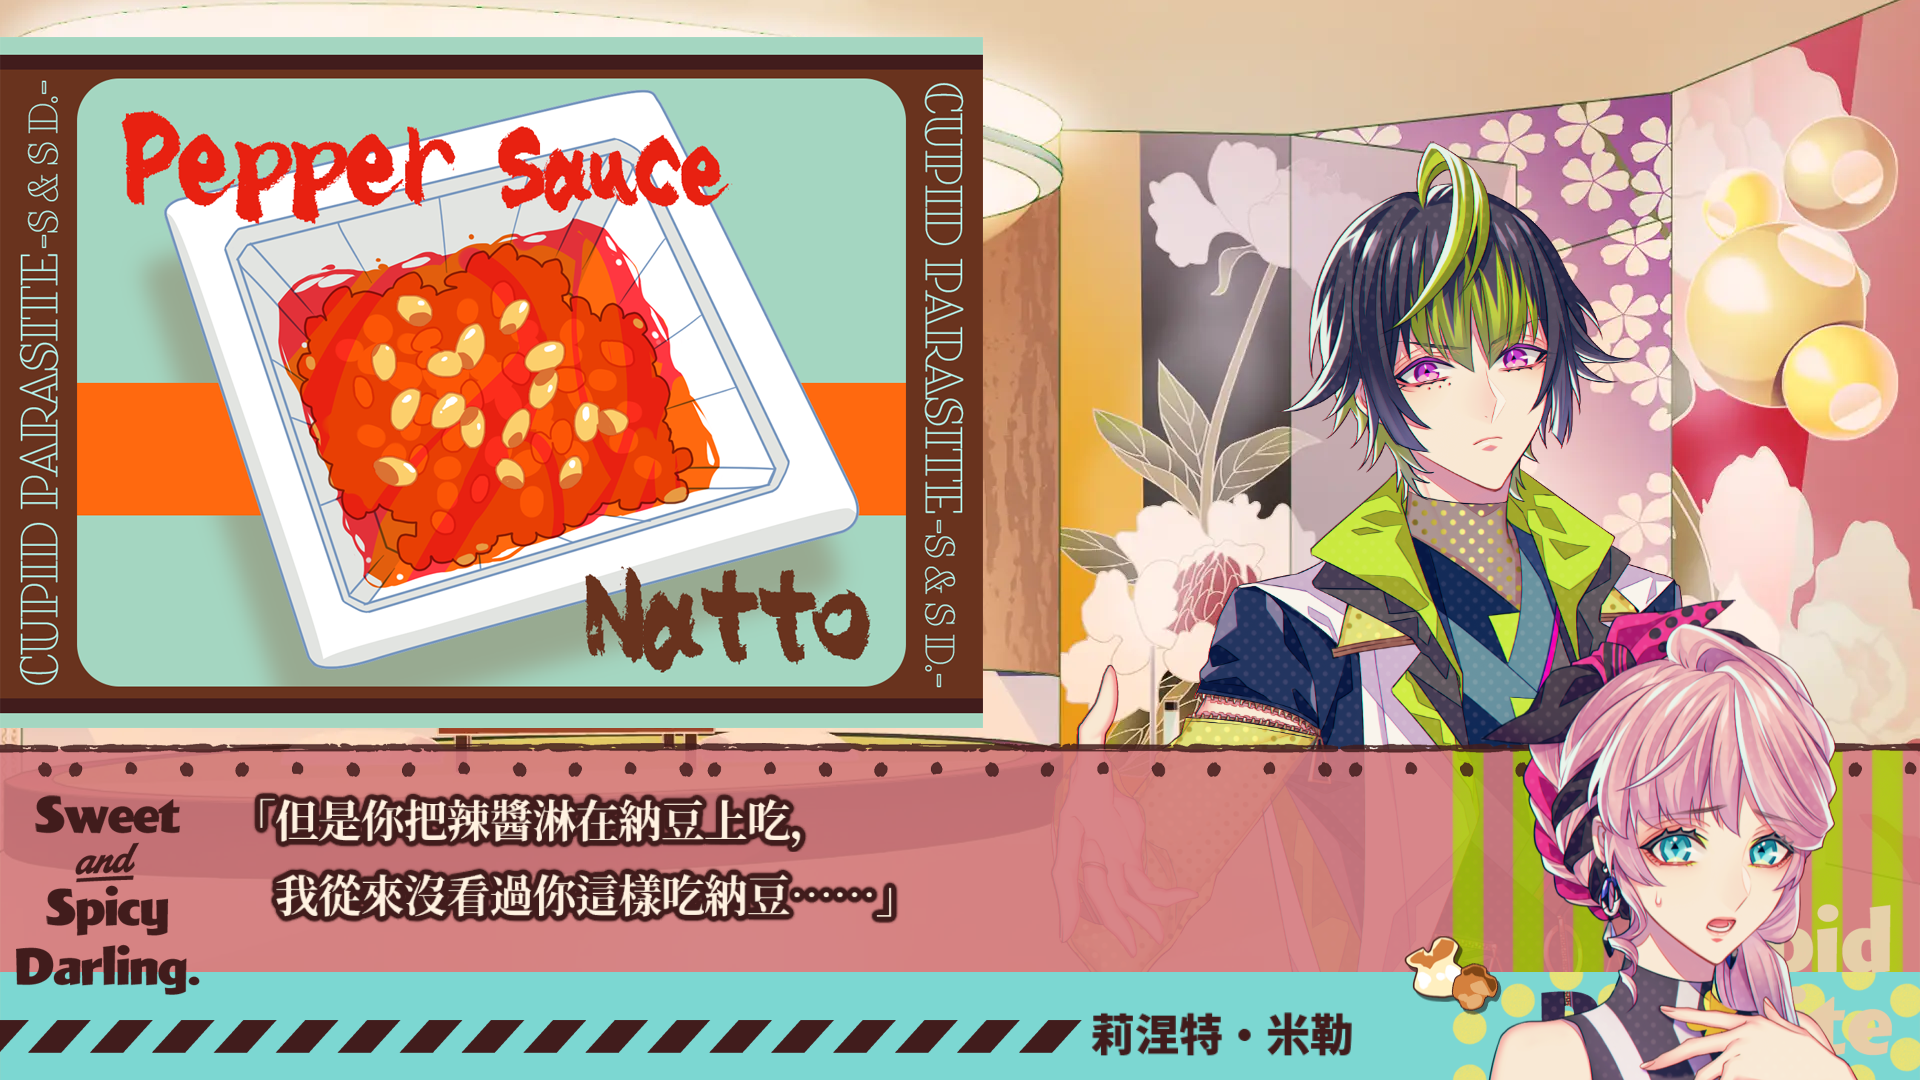 CUPID PARASITE -S & S D.-
Pepper Sauce
Natto
CUPID PARASITE -S & S D.-
Sweet
and
Spicy
Darling.
「但是你把辣醬淋在納豆上吃,
我從來沒看過你這樣吃納豆⋯⋯」
莉涅特・米勒